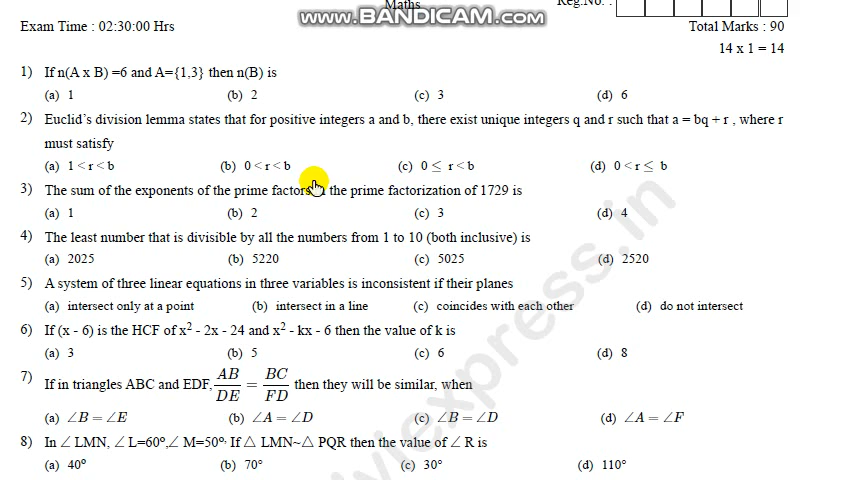 Maths
www.BANDICAM.com
Reg.No. :
Exam Time : 02:30:00 Hrs
Total Marks : 90
14 x 1 = 14
1) If n(A x B) =6 and A={1,3} then n(B) is
(a) 1 (b) 2 (c) 3 (d) 6
2) Euclid's division lemma states that for positive integers a and b, there exist unique integers q and r such that a = bq + r , where r
must satisfy
(a) 1 < r < b (b) 0 < r < b (c) 0 ≤ r < b (d) 0 < r ≤ b
3) The sum of the exponents of the prime factors the prime factorization of 1729 is
(a) 1 (b) 2 (c) 3 (d) 4
4) The least number that is divisible by all the numbers from 1 to 10 (both inclusive) is
(a) 2025 (b) 5220 (c) 5025 (d) 2520
5) A system of three linear equations in three variables is inconsistent if their planes
(a) intersect only at a point (b) intersect in a line (c) coincides with each other (d) do not intersect
6) If (x - 6) is the HCF of x² - 2x - 24 and x² - kx - 6 then the value of k is
(a) 3 (b) 5 (c) 6 (d) 8
7) If in triangles ABC and EDF, AB/DE = BC/FD then they will be similar, when
(a) ∠B = ∠E (b) ∠A = ∠D (c) ∠B = ∠D (d) ∠A = ∠F
8) In ∠ LMN, ∠ L=60°,∠ M=50°, If △ LMN~△ PQR then the value of ∠ R is
(a) 40° (b) 70° (c) 30° (d) 110°